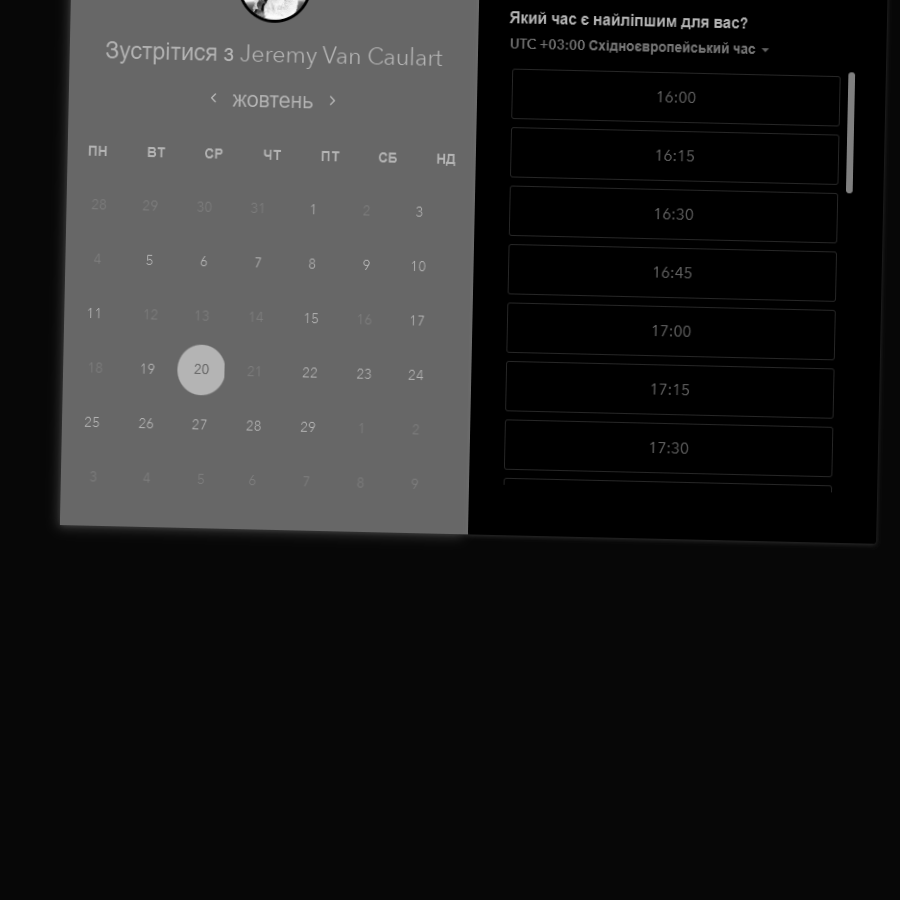 Зустрітися з Jeremy Van Caulart
жовтень
ПН ВТ СР ЧТ ПТ СБ НД
28 29 30 31 1 2 3
4 5 6 7 8 9 10
11 12 13 14 15 16 17
18 19 20 21 22 23 24
25 26 27 28 29 1 2
3 4 5 6 7 8 9
Який час є найліпшим для вас?
UTC +03:00 Східноєвропейський час
16:00
16:15
16:30
16:45
17:00
17:15
17:30